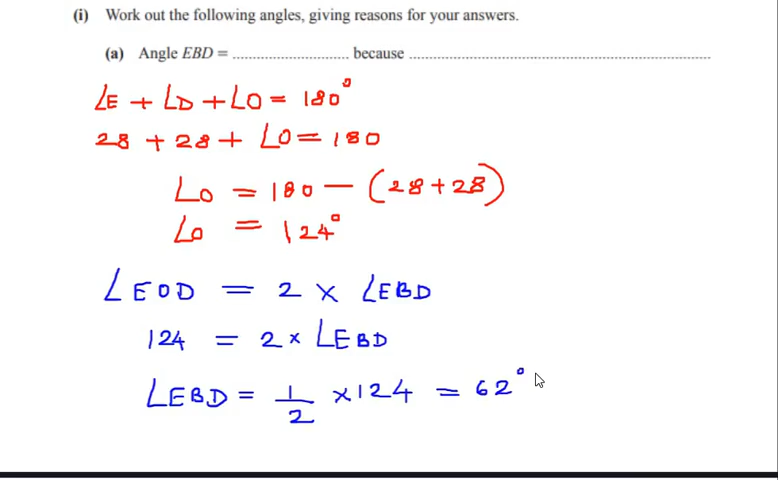 (i) Work out the following angles, giving reasons for your answers.
(a) Angle EBD = .............................. because ..............................................................................
∠E + ∠D + ∠O = 180°
28 + 28 + ∠O = 180
∠O = 180 − (28 + 28)
∠O = 124°
∠EOD = 2 × ∠EBD
124 = 2 × ∠EBD
∠EBD = 1/2 × 124 = 62°